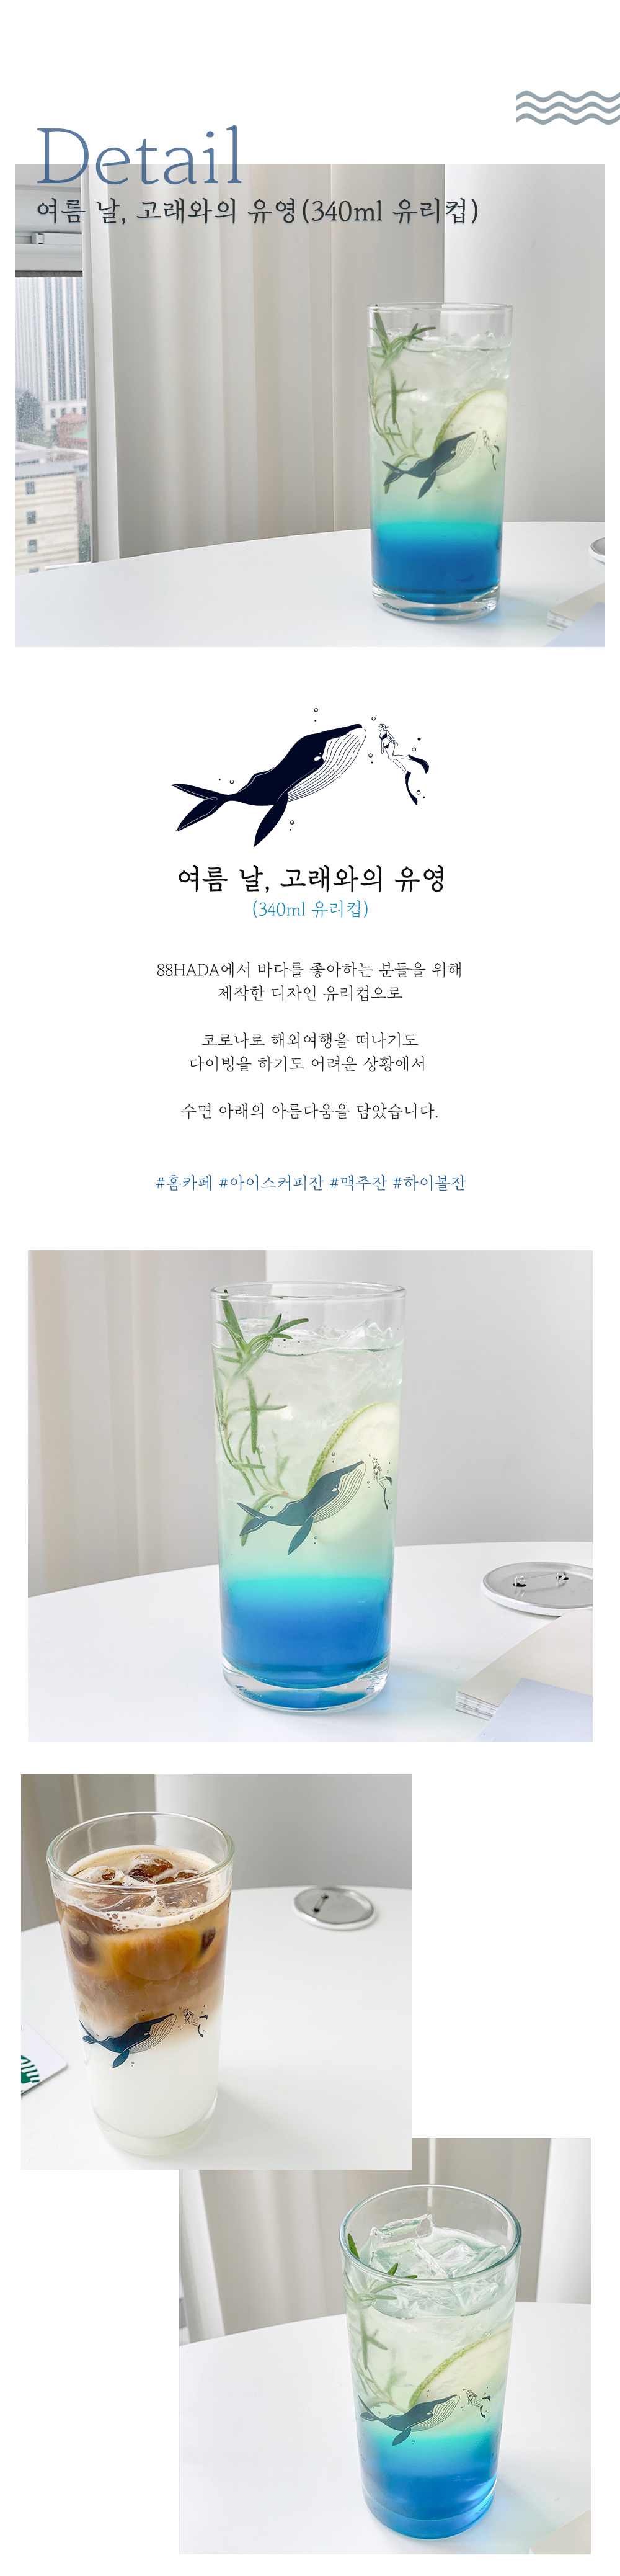 Detail
여름 날, 고래와의 유영(340ml 유리컵)
여름 날, 고래와의 유영
(340ml 유리컵)
88HADA에서 바다를 좋아하는 분들을 위해
제작한 디자인 유리컵으로
코로나로 해외여행을 떠나기도
다이빙을 하기도 어려운 상황에서
수면 아래의 아름다움을 담았습니다.
#홈카페 #아이스커피잔 #맥주잔 #하이볼잔